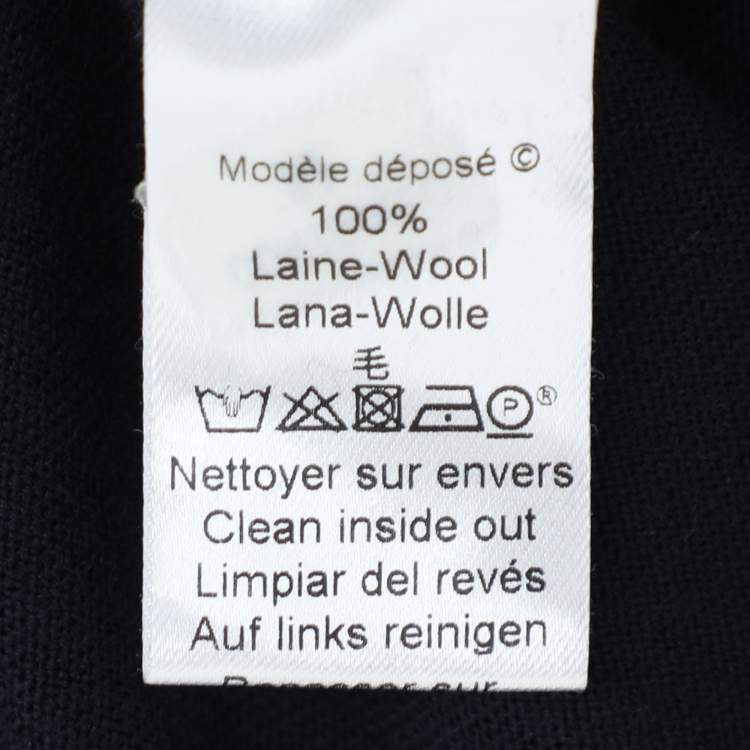 Modèle déposé ©
100%
Laine-Wool
Lana-Wolle
毛
P ®
Nettoyer sur envers
Clean inside out
Limpiar del revés
Auf links reinigen
sur